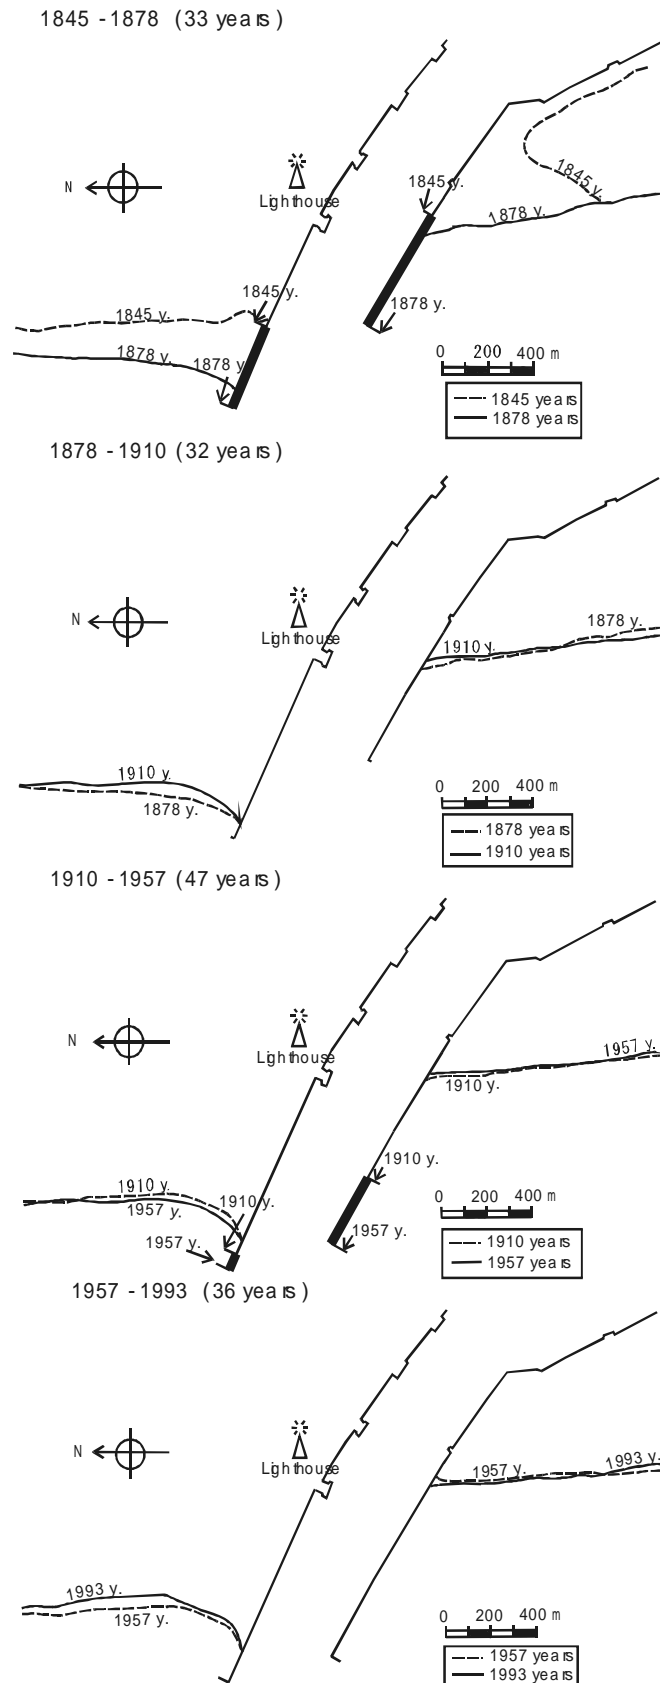 1845 - 1878 (33 years)
N
Lighthouse
1845 y.
1845 y.
1878 y.
1845 y.
1845 y.
1878 y.
1878 y.
1878 y
0 200 400 m
1845 years
1878 years
1878 - 1910 (32 years)
N
Lighthouse
1878 y.
1910 y.
1910 y.
1878 y.
0 200 400 m
1878 years
1910 years
1910 - 1957 (47 years)
N
Lighthouse
1957 y.
1910 y.
1910 y.
1910 y.
1957 y.
1910 y.
1957 y.
1957 y.
0 200 400 m
1910 years
1957 years
1957 - 1993 (36 years)
N
Lighthouse
1957 y.
1993 y.
1993 y.
1957 y.
0 200 400 m
1957 years
1993 years